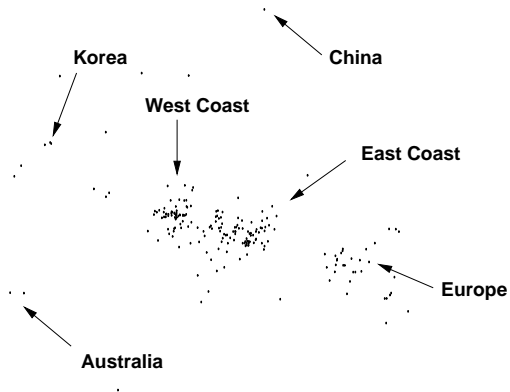 Korea
China
West Coast
East Coast
Europe
Australia